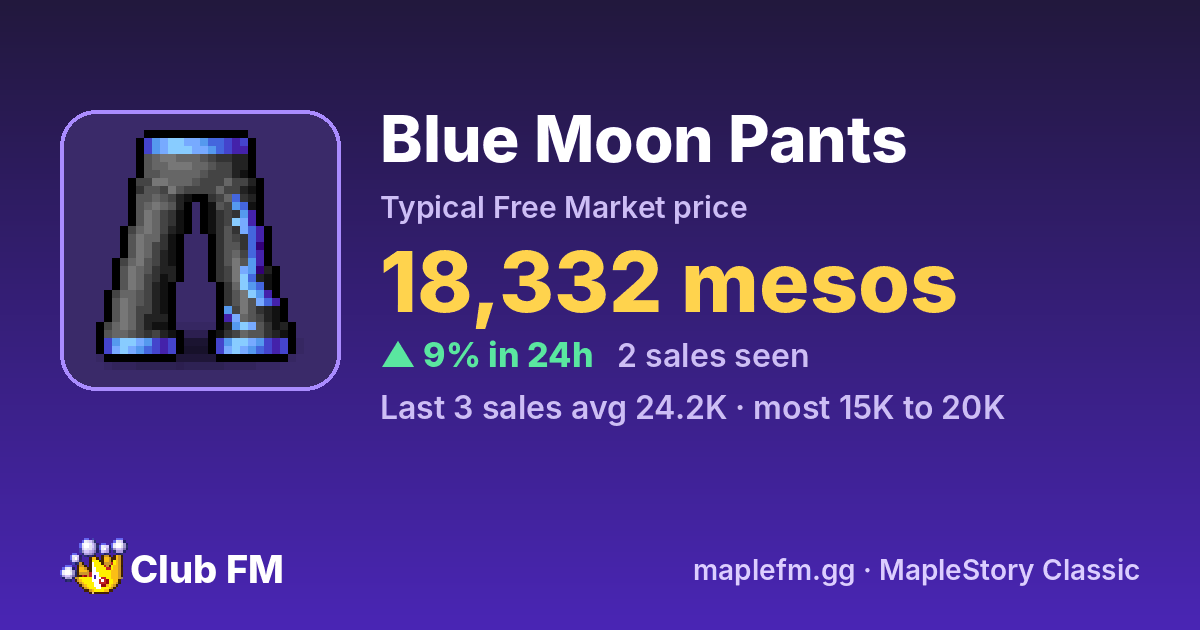 Blue Moon Pants
Typical Free Market price
18,332 mesos
▲ 9% in 24h 2 sales seen
Last 3 sales avg 24.2K · most 15K to 20K
Club FM
maplefm.gg · MapleStory Classic